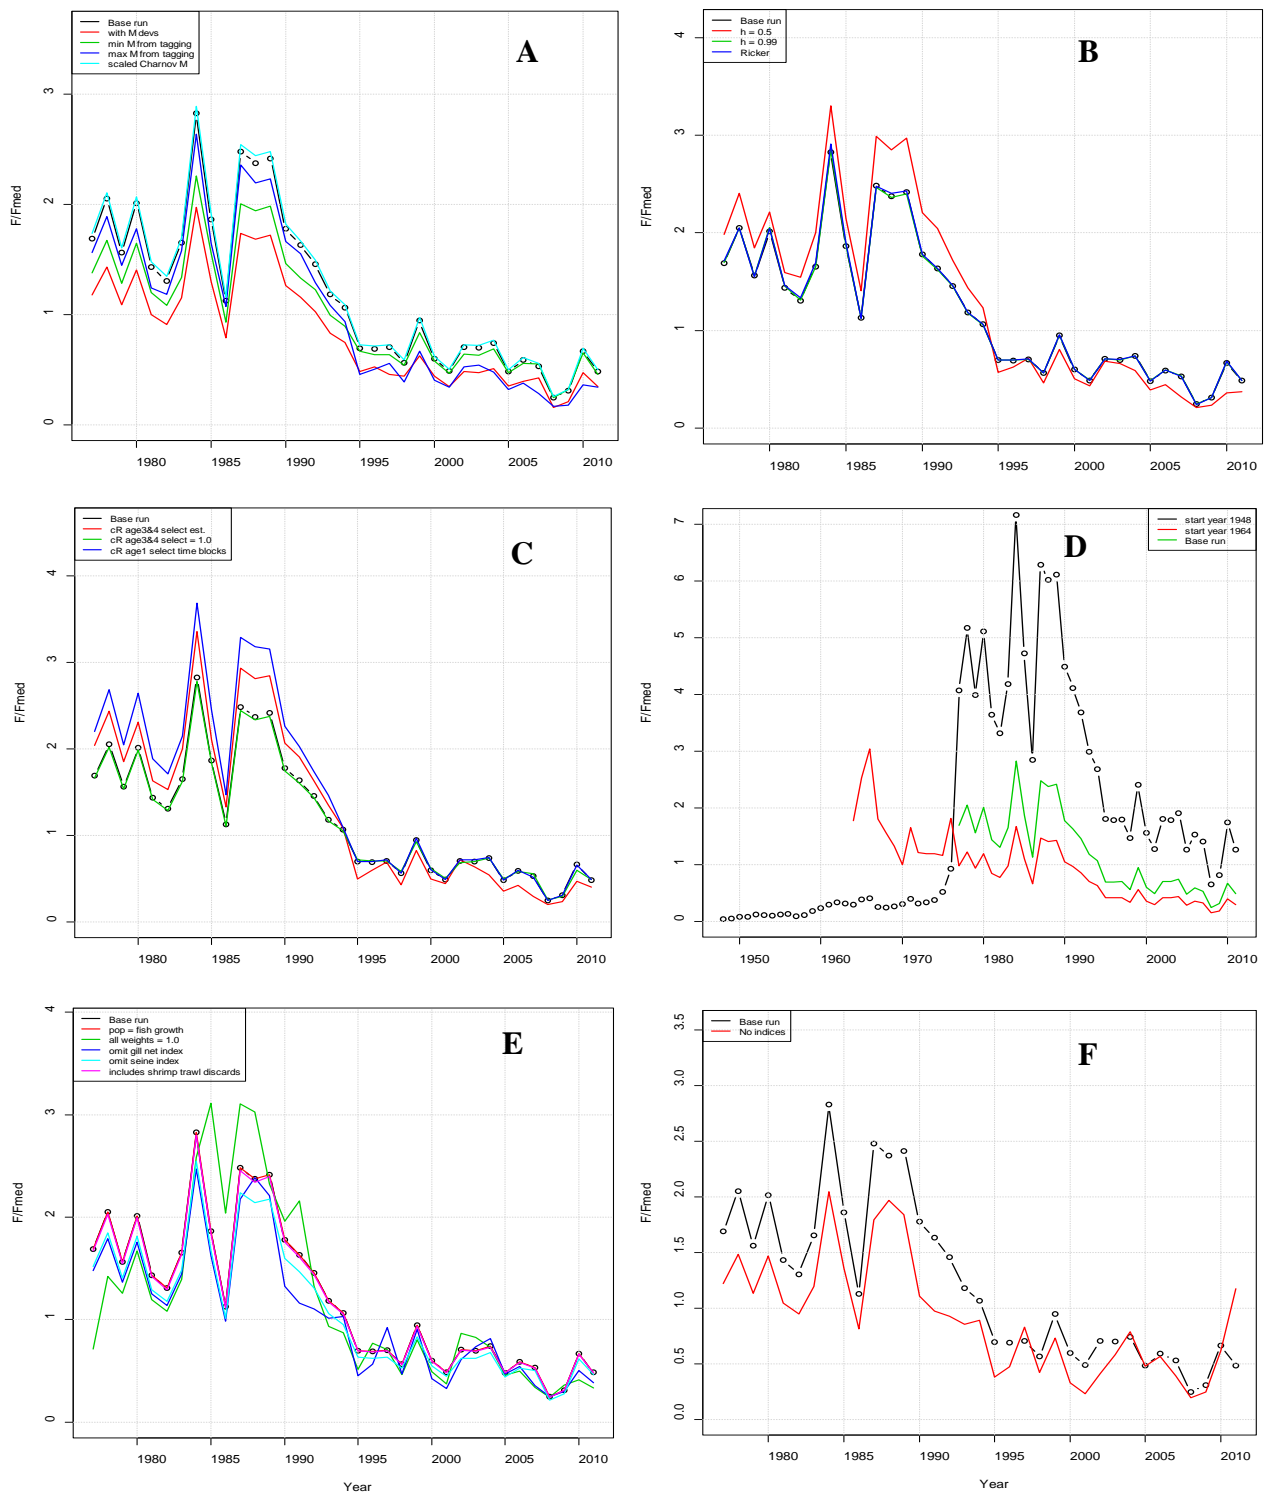 Base run
with M devs
min M from tagging
max M from tagging
scaled Charnov M
A
F/Fmed
0
1
2
3
1980
1985
1990
1995
2000
2005
2010
Base run
h = 0.5
h = 0.99
Ricker
B
F/Fmed
0
1
2
3
4
1980
1985
1990
1995
2000
2005
2010
Base run
cR age3&4 select est.
cR age3&4 select = 1.0
cR age1 select time blocks
C
F/Fmed
0
1
2
3
4
1980
1985
1990
1995
2000
2005
2010
start year 1948
start year 1964
Base run
D
F/Fmed
0
1
2
3
4
5
6
7
1950
1960
1970
1980
1990
2000
2010
Base run
pop = fish growth
all weights = 1.0
omit gill net index
omit seine index
includes shrimp trawl discards
E
F/Fmed
0
1
2
3
4
1980
1985
1990
1995
2000
2005
2010
Year
Base run
No indices
F
F/Fmed
0.0
0.5
1.0
1.5
2.0
2.5
3.0
3.5
1980
1985
1990
1995
2000
2005
2010
Year